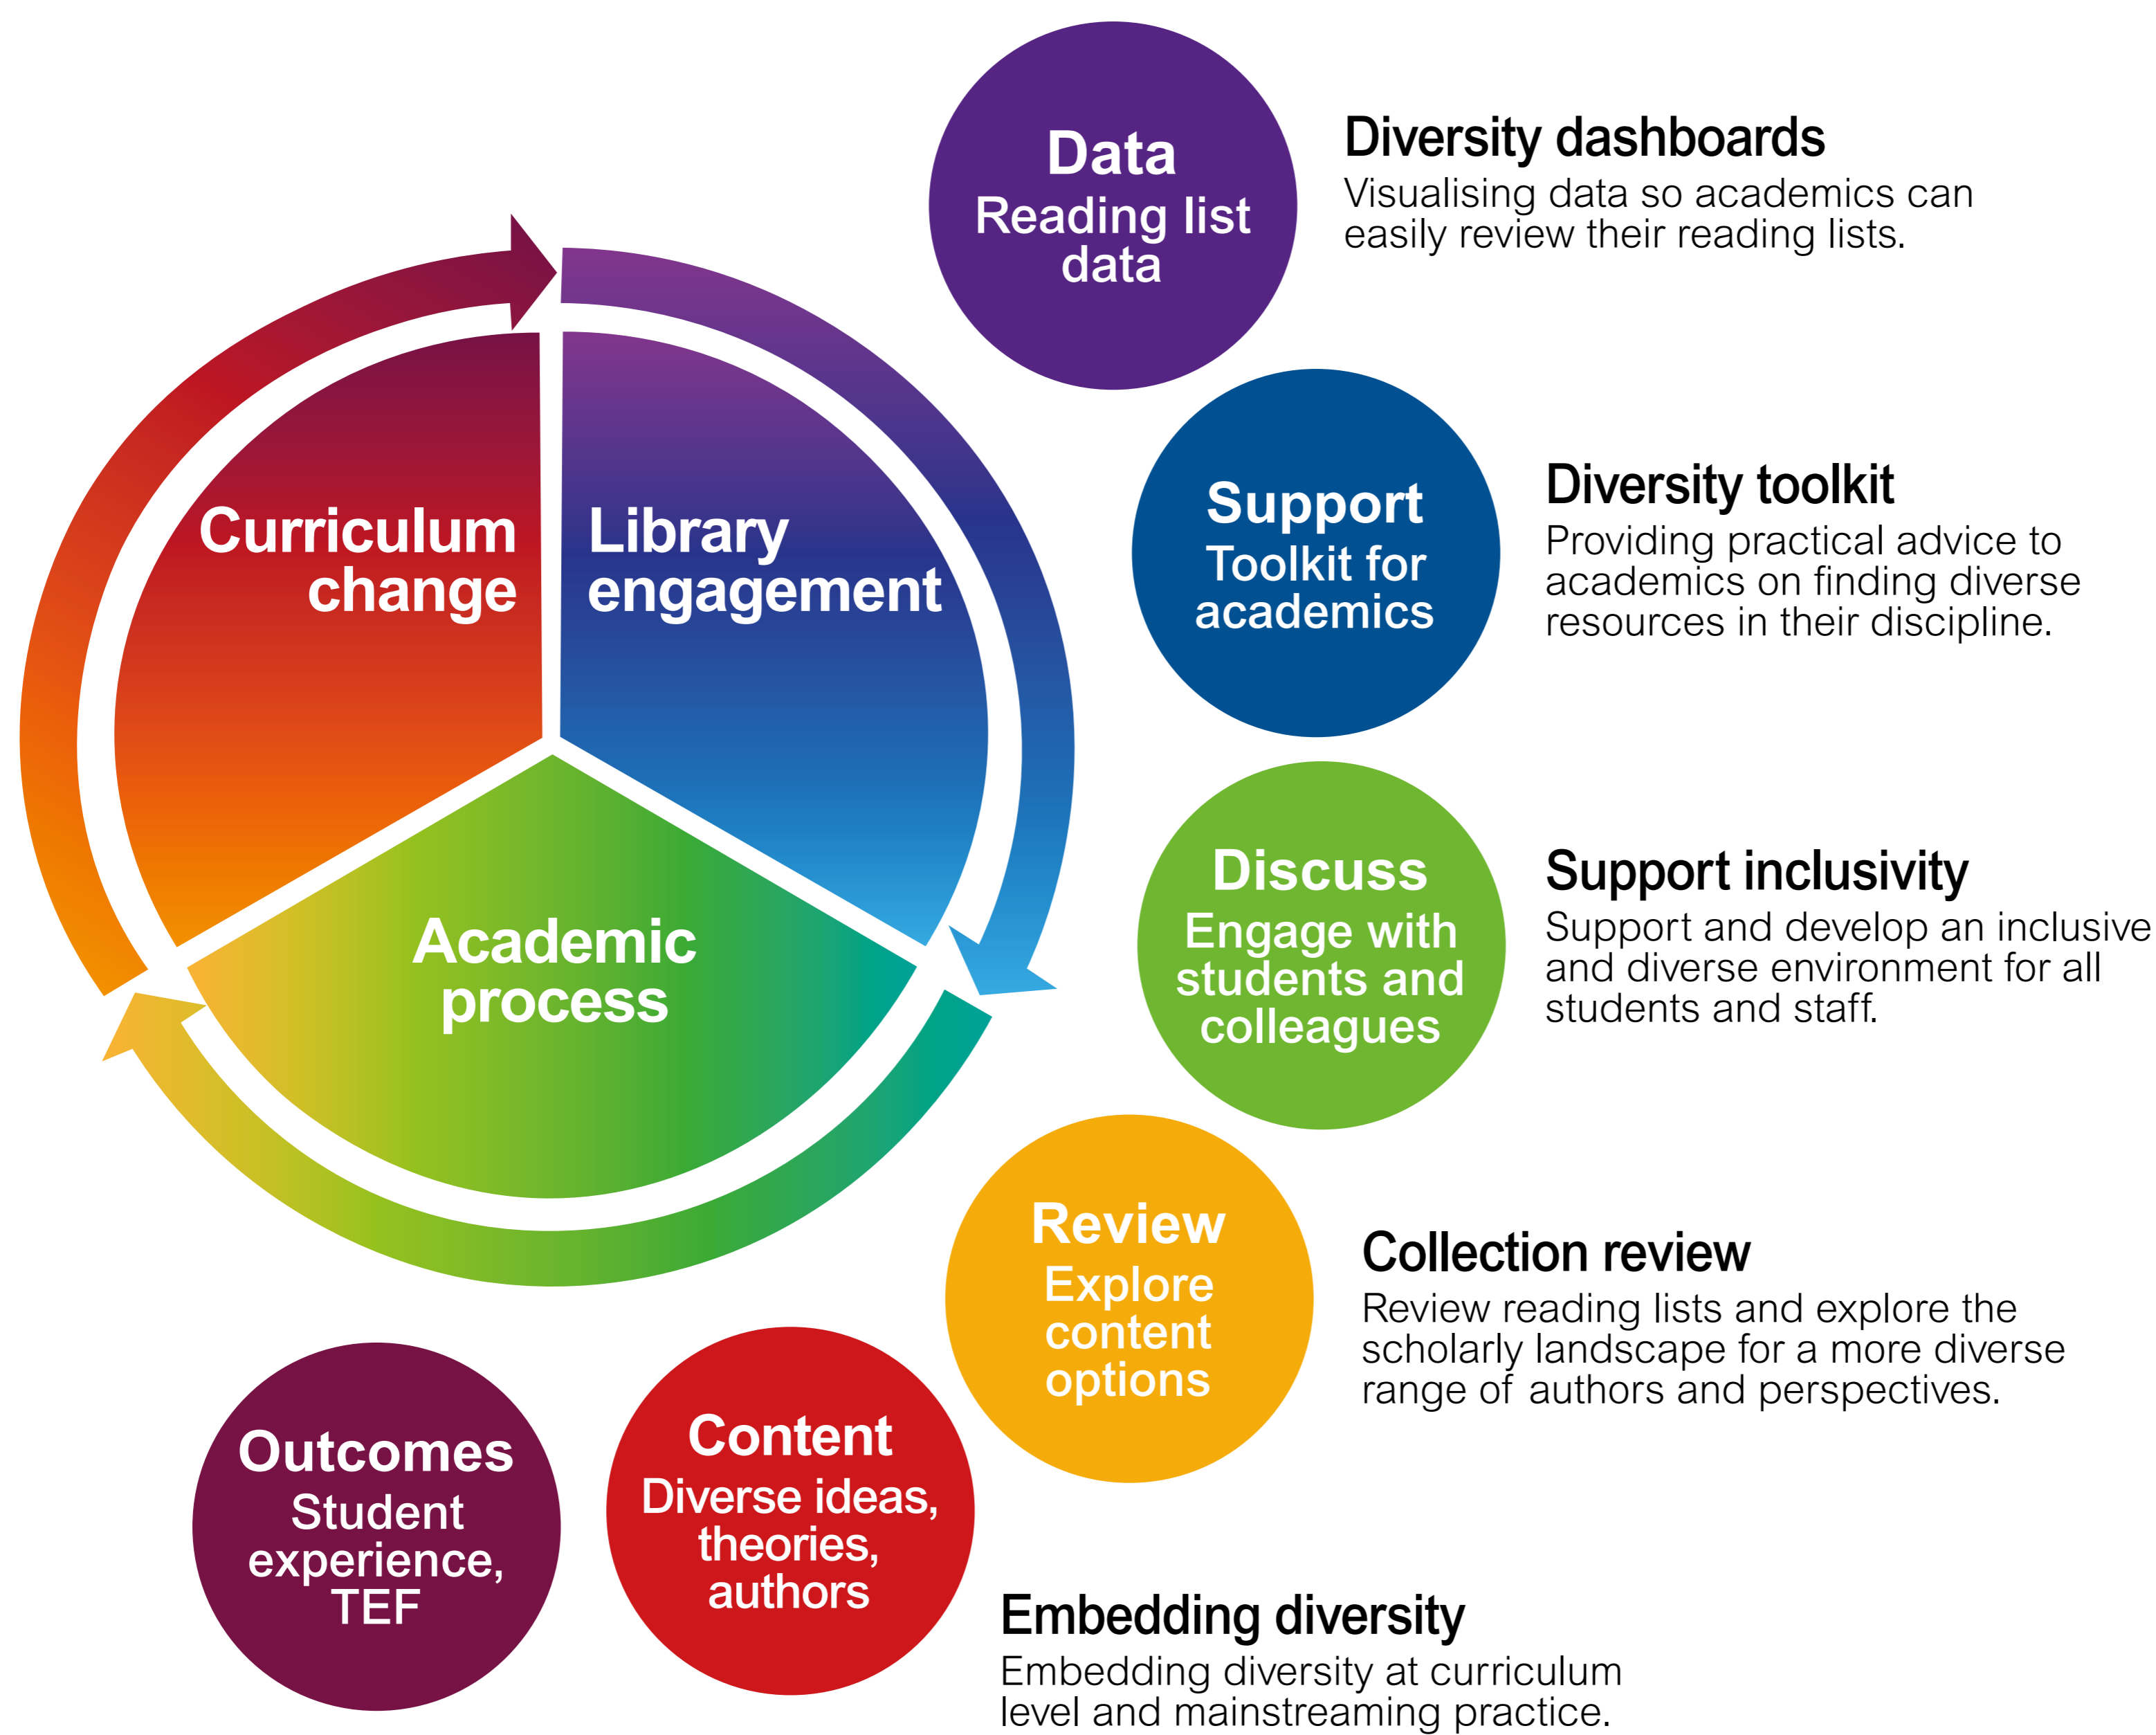 Curriculum
change
Library
engagement
Academic
process
Data
Reading list
data
Diversity dashboards
Visualising data so academics can
easily review their reading lists.
Support
Toolkit for
academics
Diversity toolkit
Providing practical advice to
academics on finding diverse
resources in their discipline.
Discuss
Engage with
students and
colleagues
Support inclusivity
Support and develop an inclusive
and diverse environment for all
students and staff.
Review
Explore
content
options
Collection review
Review reading lists and explore the
scholarly landscape for a more diverse
range of authors and perspectives.
Content
Diverse ideas,
theories,
authors
Embedding diversity
Embedding diversity at curriculum
level and mainstreaming practice.
Outcomes
Student
experience,
TEF